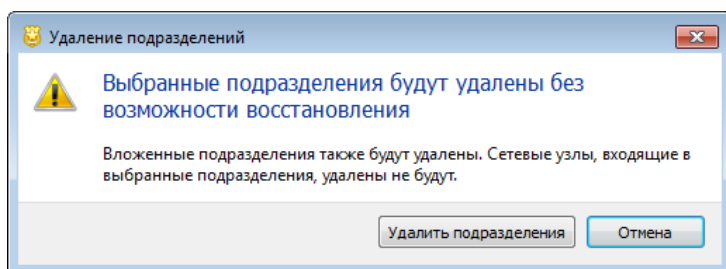 Удаление подразделений
Выбранные подразделения будут удалены без
возможности восстановления
Вложенные подразделения также будут удалены. Сетевые узлы, входящие в
выбранные подразделения, удалены не будут.
Удалить подразделения
Отмена